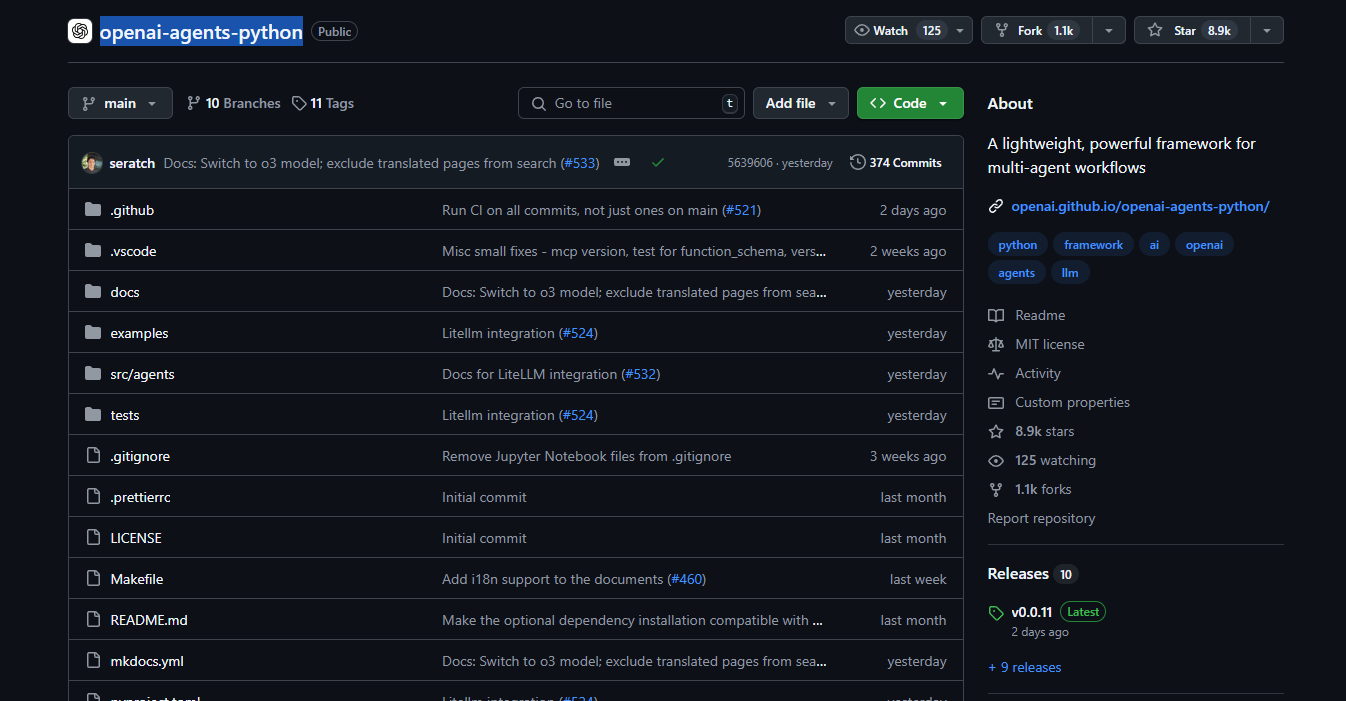 openai-agents-python Public Watch 125 Fork 1.1k Star 8.9k
main 10 Branches 11 Tags Go to file t Add file Code
seratch Docs: Switch to o3 model; exclude translated pages from search (#533) 5639606 · yesterday 374 Commits
.github Run CI on all commits, not just ones on main (#521) 2 days ago
.vscode Misc small fixes - mcp version, test for function_schema, vers... 2 weeks ago
docs Docs: Switch to o3 model; exclude translated pages from sea... yesterday
examples Litellm integration (#524) yesterday
src/agents Docs for LiteLLM integration (#532) yesterday
tests Litellm integration (#524) yesterday
.gitignore Remove Jupyter Notebook files from .gitignore 3 weeks ago
.prettierrc Initial commit last month
LICENSE Initial commit last month
Makefile Add i18n support to the documents (#460) last week
README.md Make the optional dependency installation compatible with ... last month
mkdocs.yml Docs: Switch to o3 model; exclude translated pages from sea... yesterday
pyproject.toml Litellm integration (#524) yesterday
About
A lightweight, powerful framework for
multi-agent workflows
openai.github.io/openai-agents-python/
python framework ai openai
agents llm
Readme
MIT license
Activity
Custom properties
8.9k stars
125 watching
1.1k forks
Report repository
Releases 10
v0.0.11 Latest
2 days ago
+ 9 releases